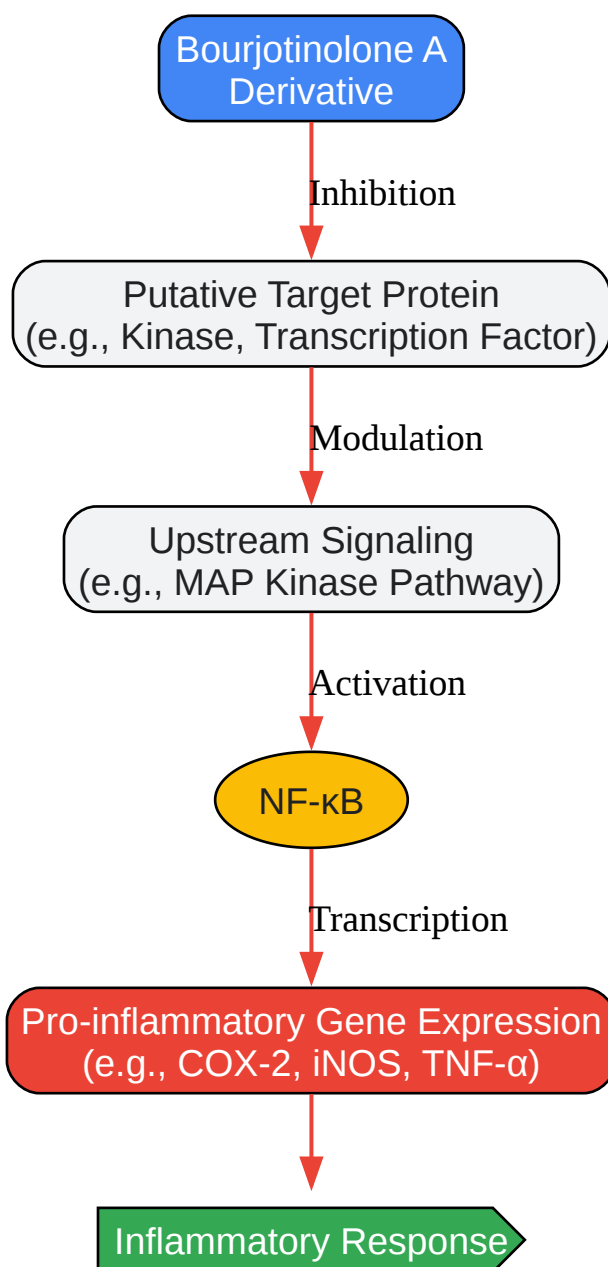 Bourjotinolone A
Derivative
Inhibition
Putative Target Protein
(e.g., Kinase, Transcription Factor)
Modulation
Upstream Signaling
(e.g., MAP Kinase Pathway)
Activation
NF-κB
Transcription
Pro-inflammatory Gene Expression
(e.g., COX-2, iNOS, TNF-α)
Inflammatory Response